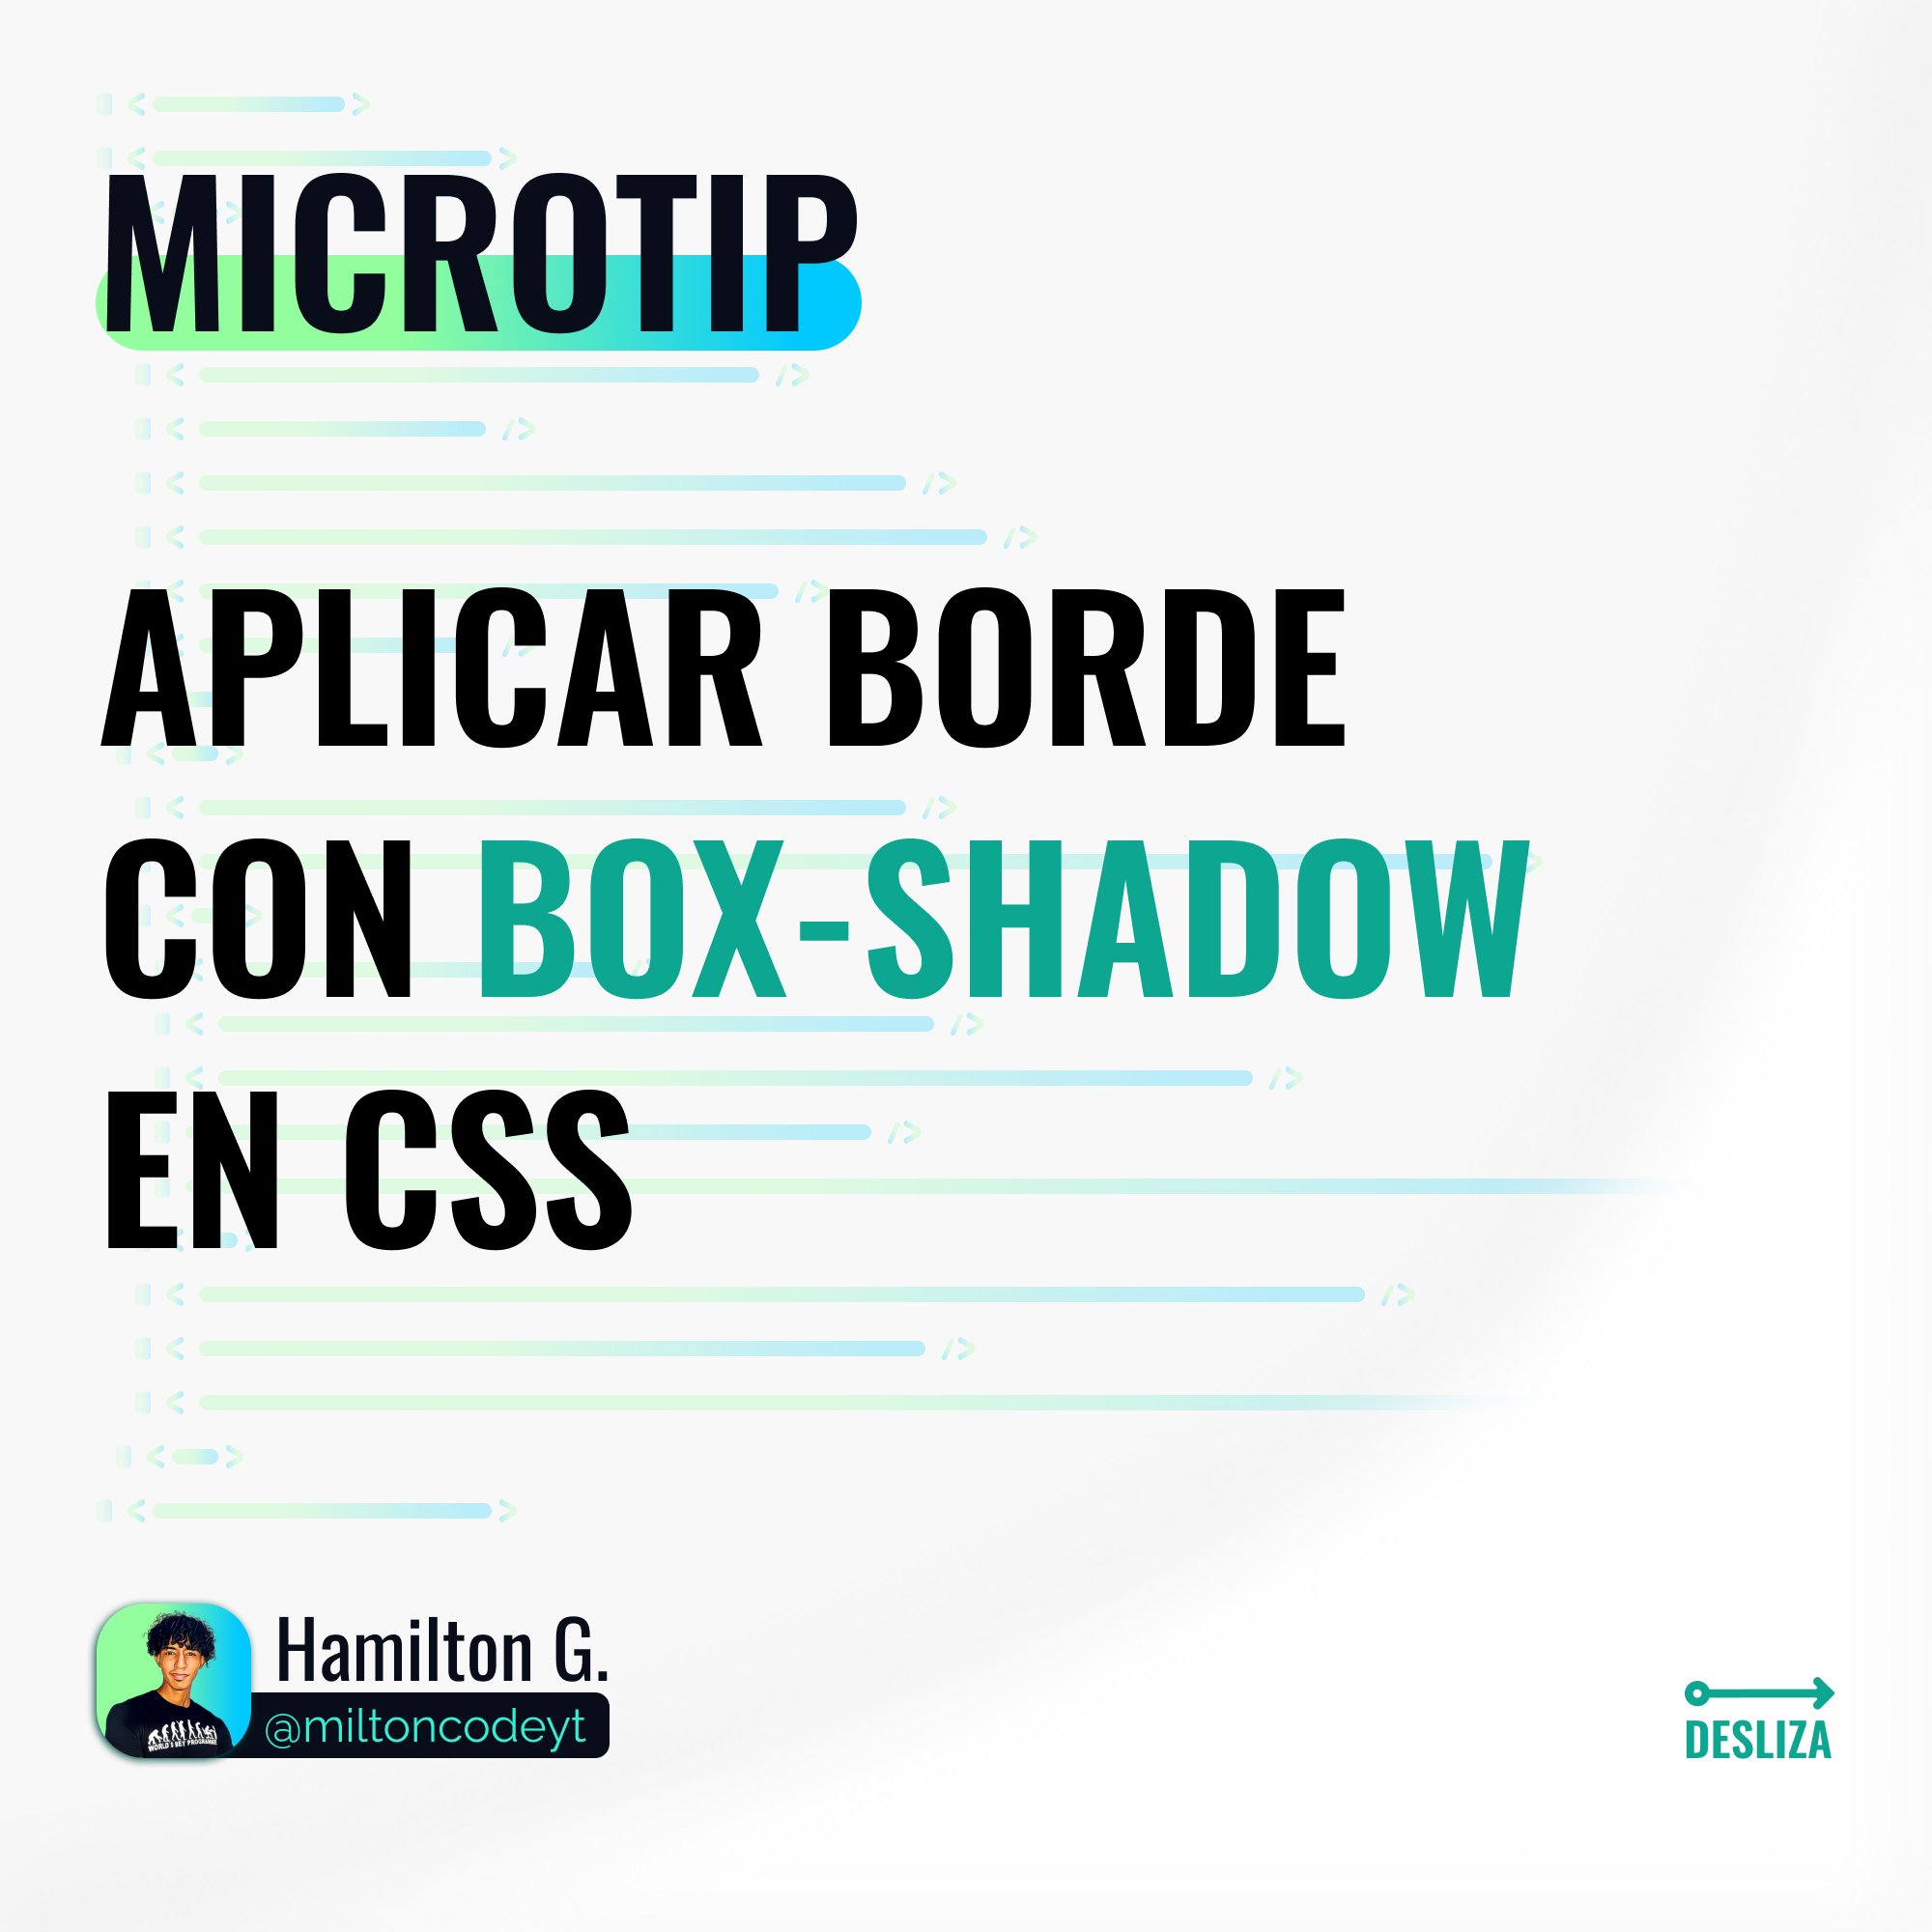 MICROTIP
APLICAR BORDE
CON BOX-SHADOW
EN CSS
Hamilton G.
@miltoncodeyt
DESLIZA